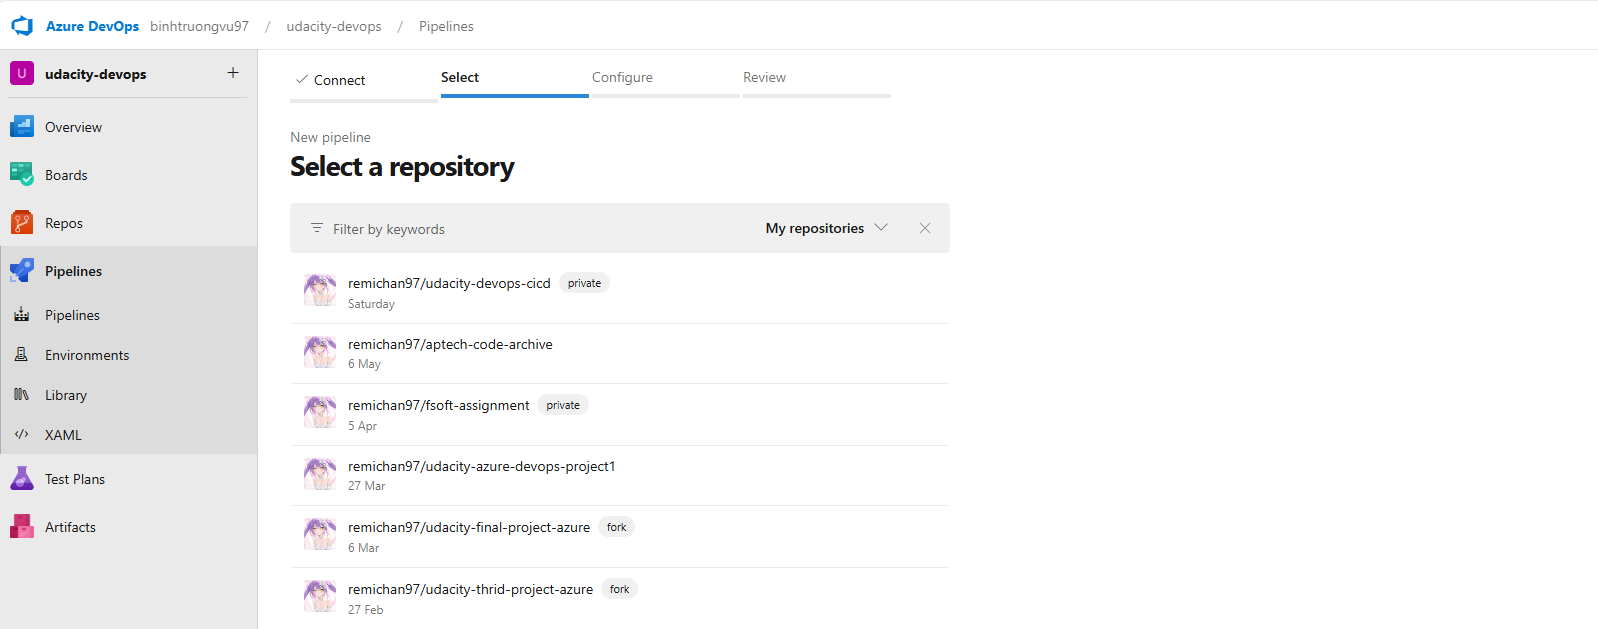 Azure DevOps binhtruongvu97 / udacity-devops / Pipelines
U udacity-devops +
Overview
Boards
Repos
Pipelines
Pipelines
Environments
Library
</> XAML
Test Plans
Artifacts
Connect Select Configure Review
New pipeline
Select a repository
Filter by keywords My repositories
remichan97/udacity-devops-cicd private
Saturday
remichan97/aptech-code-archive
6 May
remichan97/fsoft-assignment private
5 Apr
remichan97/udacity-azure-devops-project1
27 Mar
remichan97/udacity-final-project-azure fork
6 Mar
remichan97/udacity-thrid-project-azure fork
27 Feb